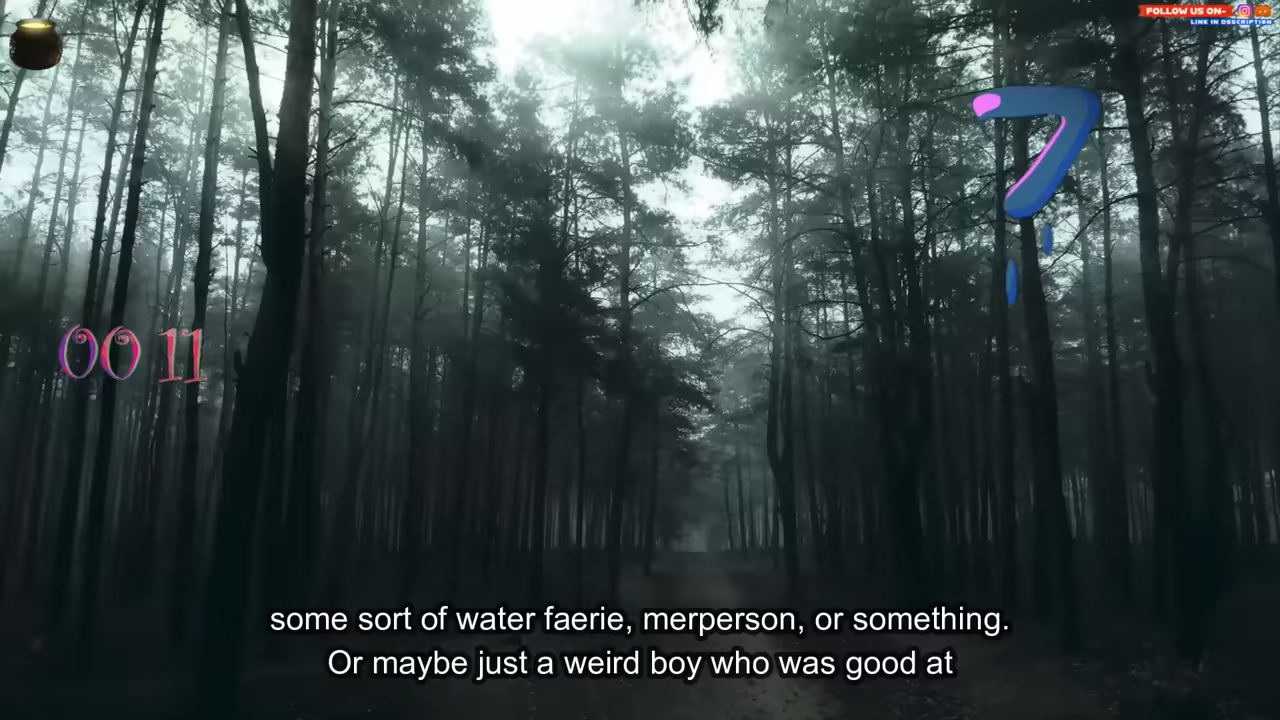 FOLLOW US ON-
LINK IN DESCRIPTION
7
00 11
some sort of water faerie, merperson, or something.
Or maybe just a weird boy who was good at